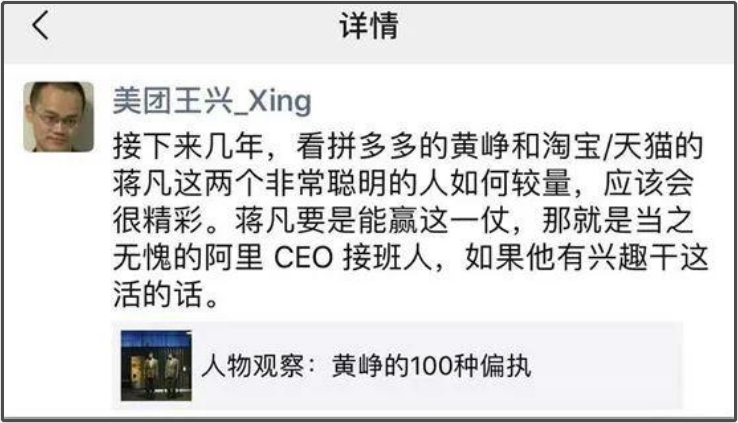 详情
美团王兴_Xing
接下来几年，看拼多多的黄峥和淘宝/天猫的
蒋凡这两个非常聪明的人如何较量，应该会
很精彩。蒋凡要是能赢这一仗，那就是当之
无愧的阿里 CEO 接班人，如果他有兴趣干这
活的话。
人物观察：黄峥的100种偏执